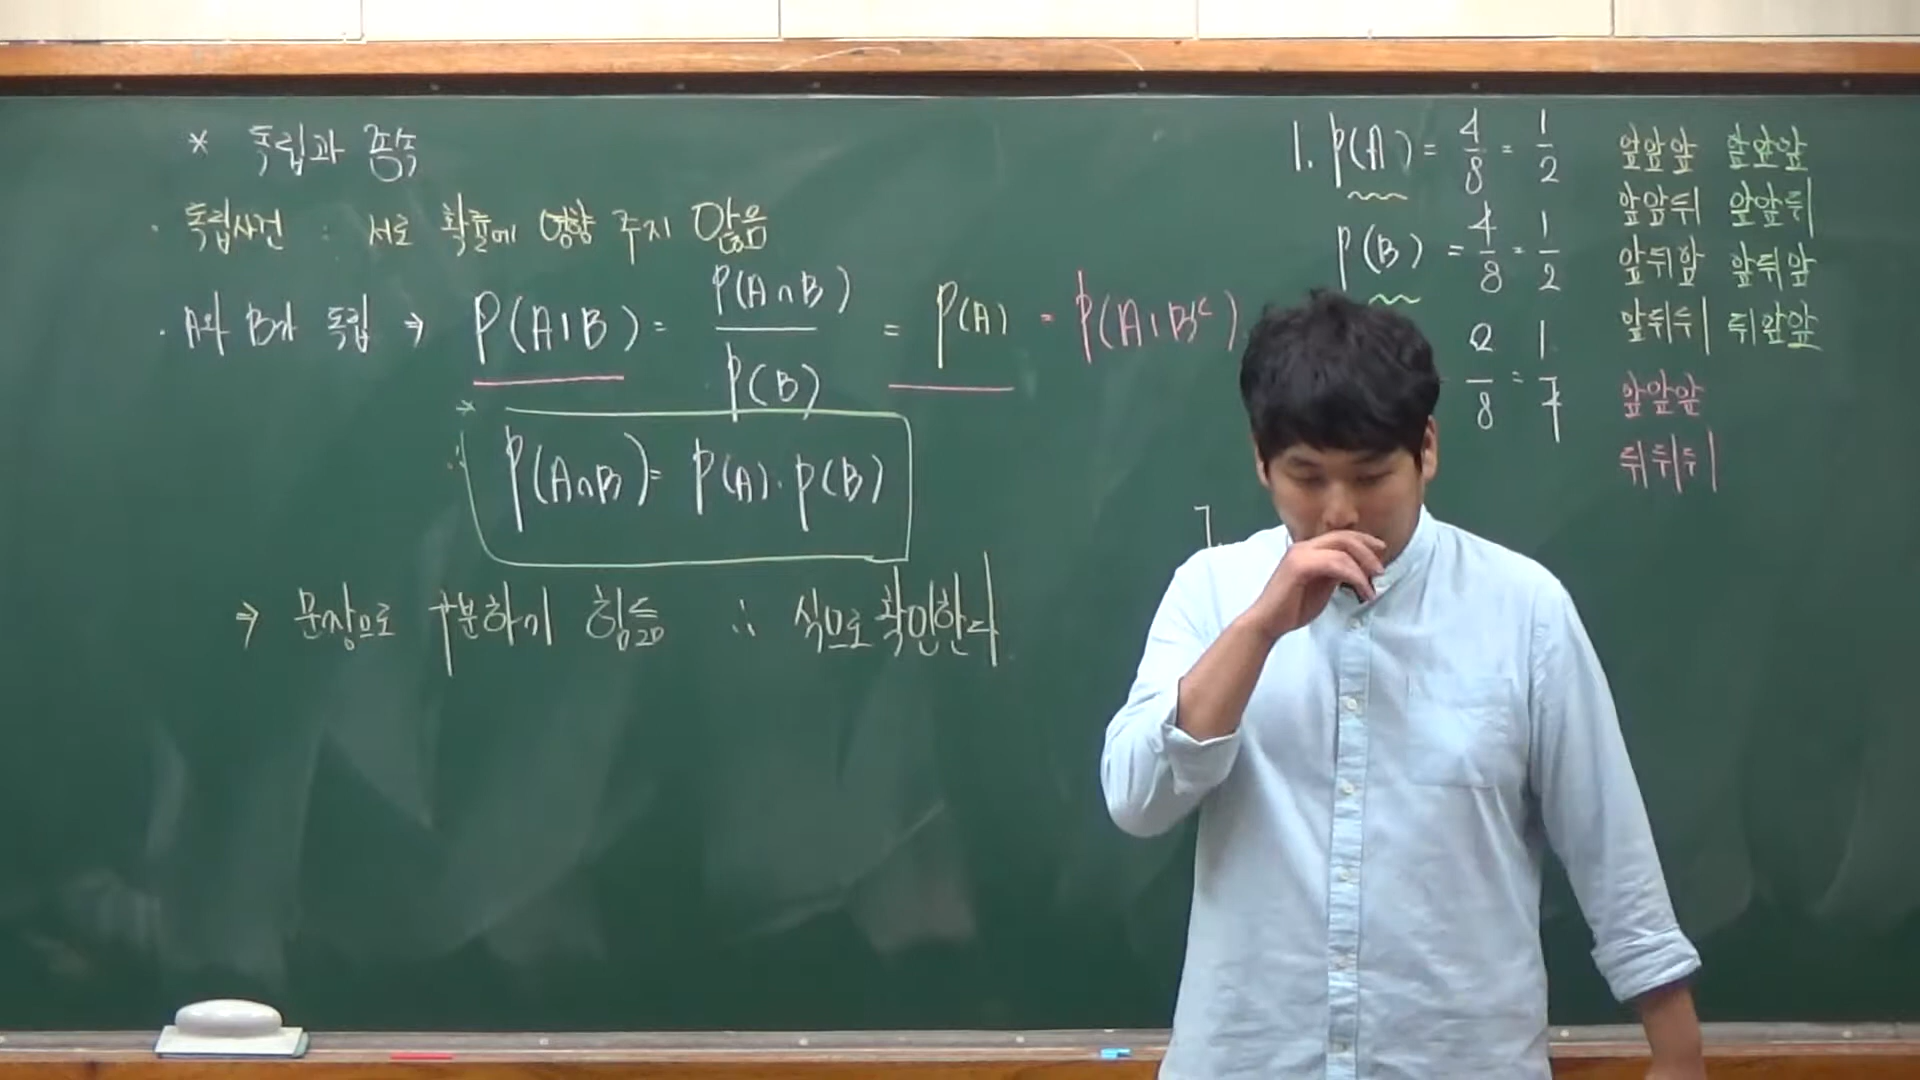 * 독립과 종속
· 독립사건 : 서로 확률에 영향 주지 않음
· A와 B가 독립 ⇒ P(A|B) = P(A∩B) / P(B) = P(A) = P(A|Bᶜ)
∴ P(A∩B) = P(A)·P(B)
⇒ 문장으로 구분하기 힘듦 ∴ 식으로 확인한다.
1. P(A) = 4/8 = 1/2
P(B) = 4/8 = 1/2
2/8 = 1/7
앞앞앞 앞앞앞
앞앞뒤 앞앞뒤
앞뒤앞 앞뒤앞
앞뒤뒤 뒤앞앞
앞앞앞
뒤뒤뒤